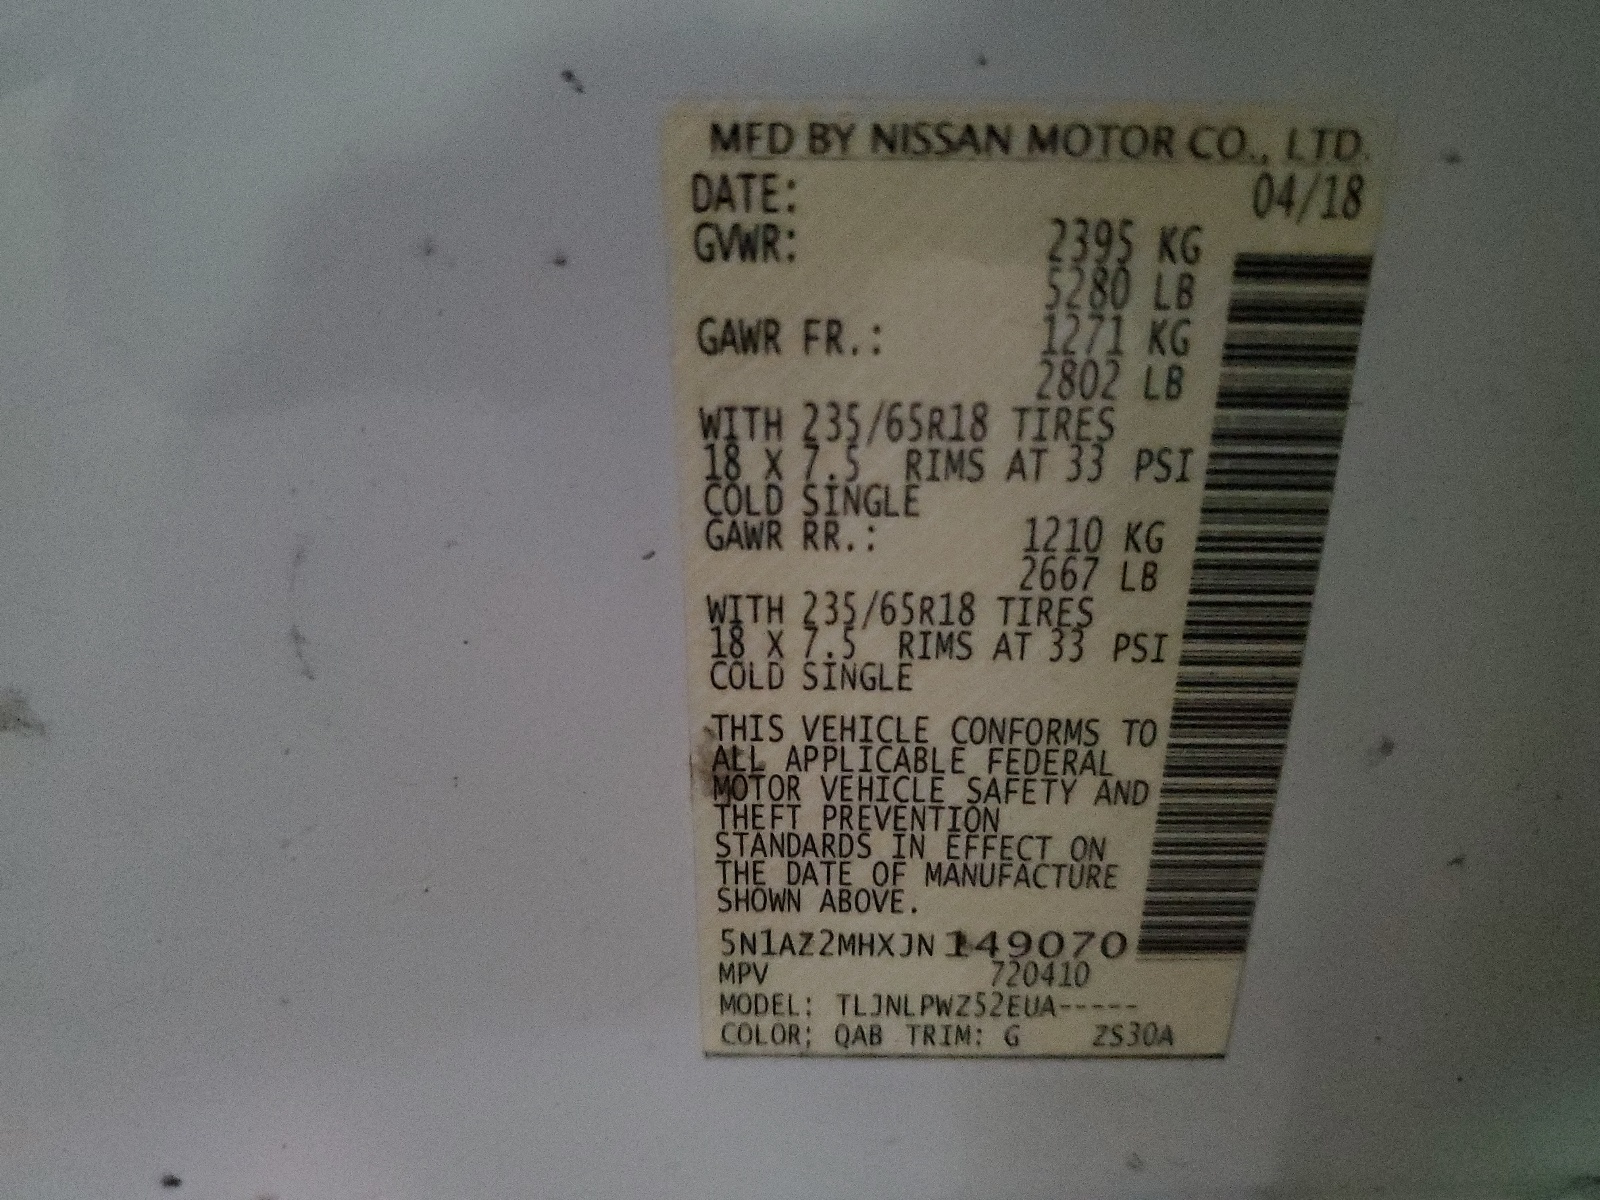 MFD BY NISSAN MOTOR CO., LTD.
DATE: 04/18
GVWR: 2395 KG
5280 LB
GAWR FR.: 1271 KG
2802 LB
WITH 235/65R18 TIRES
18 X 7.5 RIMS AT 33 PSI
COLD SINGLE
GAWR RR.: 1210 KG
2667 LB
WITH 235/65R18 TIRES
18 X 7.5 RIMS AT 33 PSI
COLD SINGLE
THIS VEHICLE CONFORMS TO
ALL APPLICABLE FEDERAL
MOTOR VEHICLE SAFETY AND
THEFT PREVENTION
STANDARDS IN EFFECT ON
THE DATE OF MANUFACTURE
SHOWN ABOVE.
5N1AZ2MHXJN149070
MPV 720410
MODEL: TLJNLPWZ52EUA-----
COLOR: QAB TRIM: G ZS30A